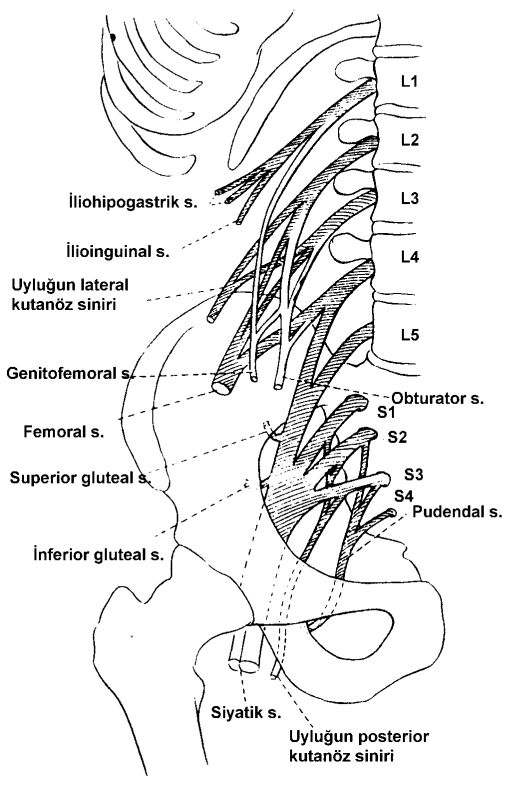 L1
L2
İliohipogastrik s.
L3
İlioinguinal s.
L4
Uyluğun lateral
kutanöz siniri
L5
Genitofemoral s.
Obturator s.
S1
Femoral s.
S2
Superior gluteal s.
S3
S4
Pudendal s.
İnferior gluteal s.
Siyatik s.
Uyluğun posterior
kutanöz siniri